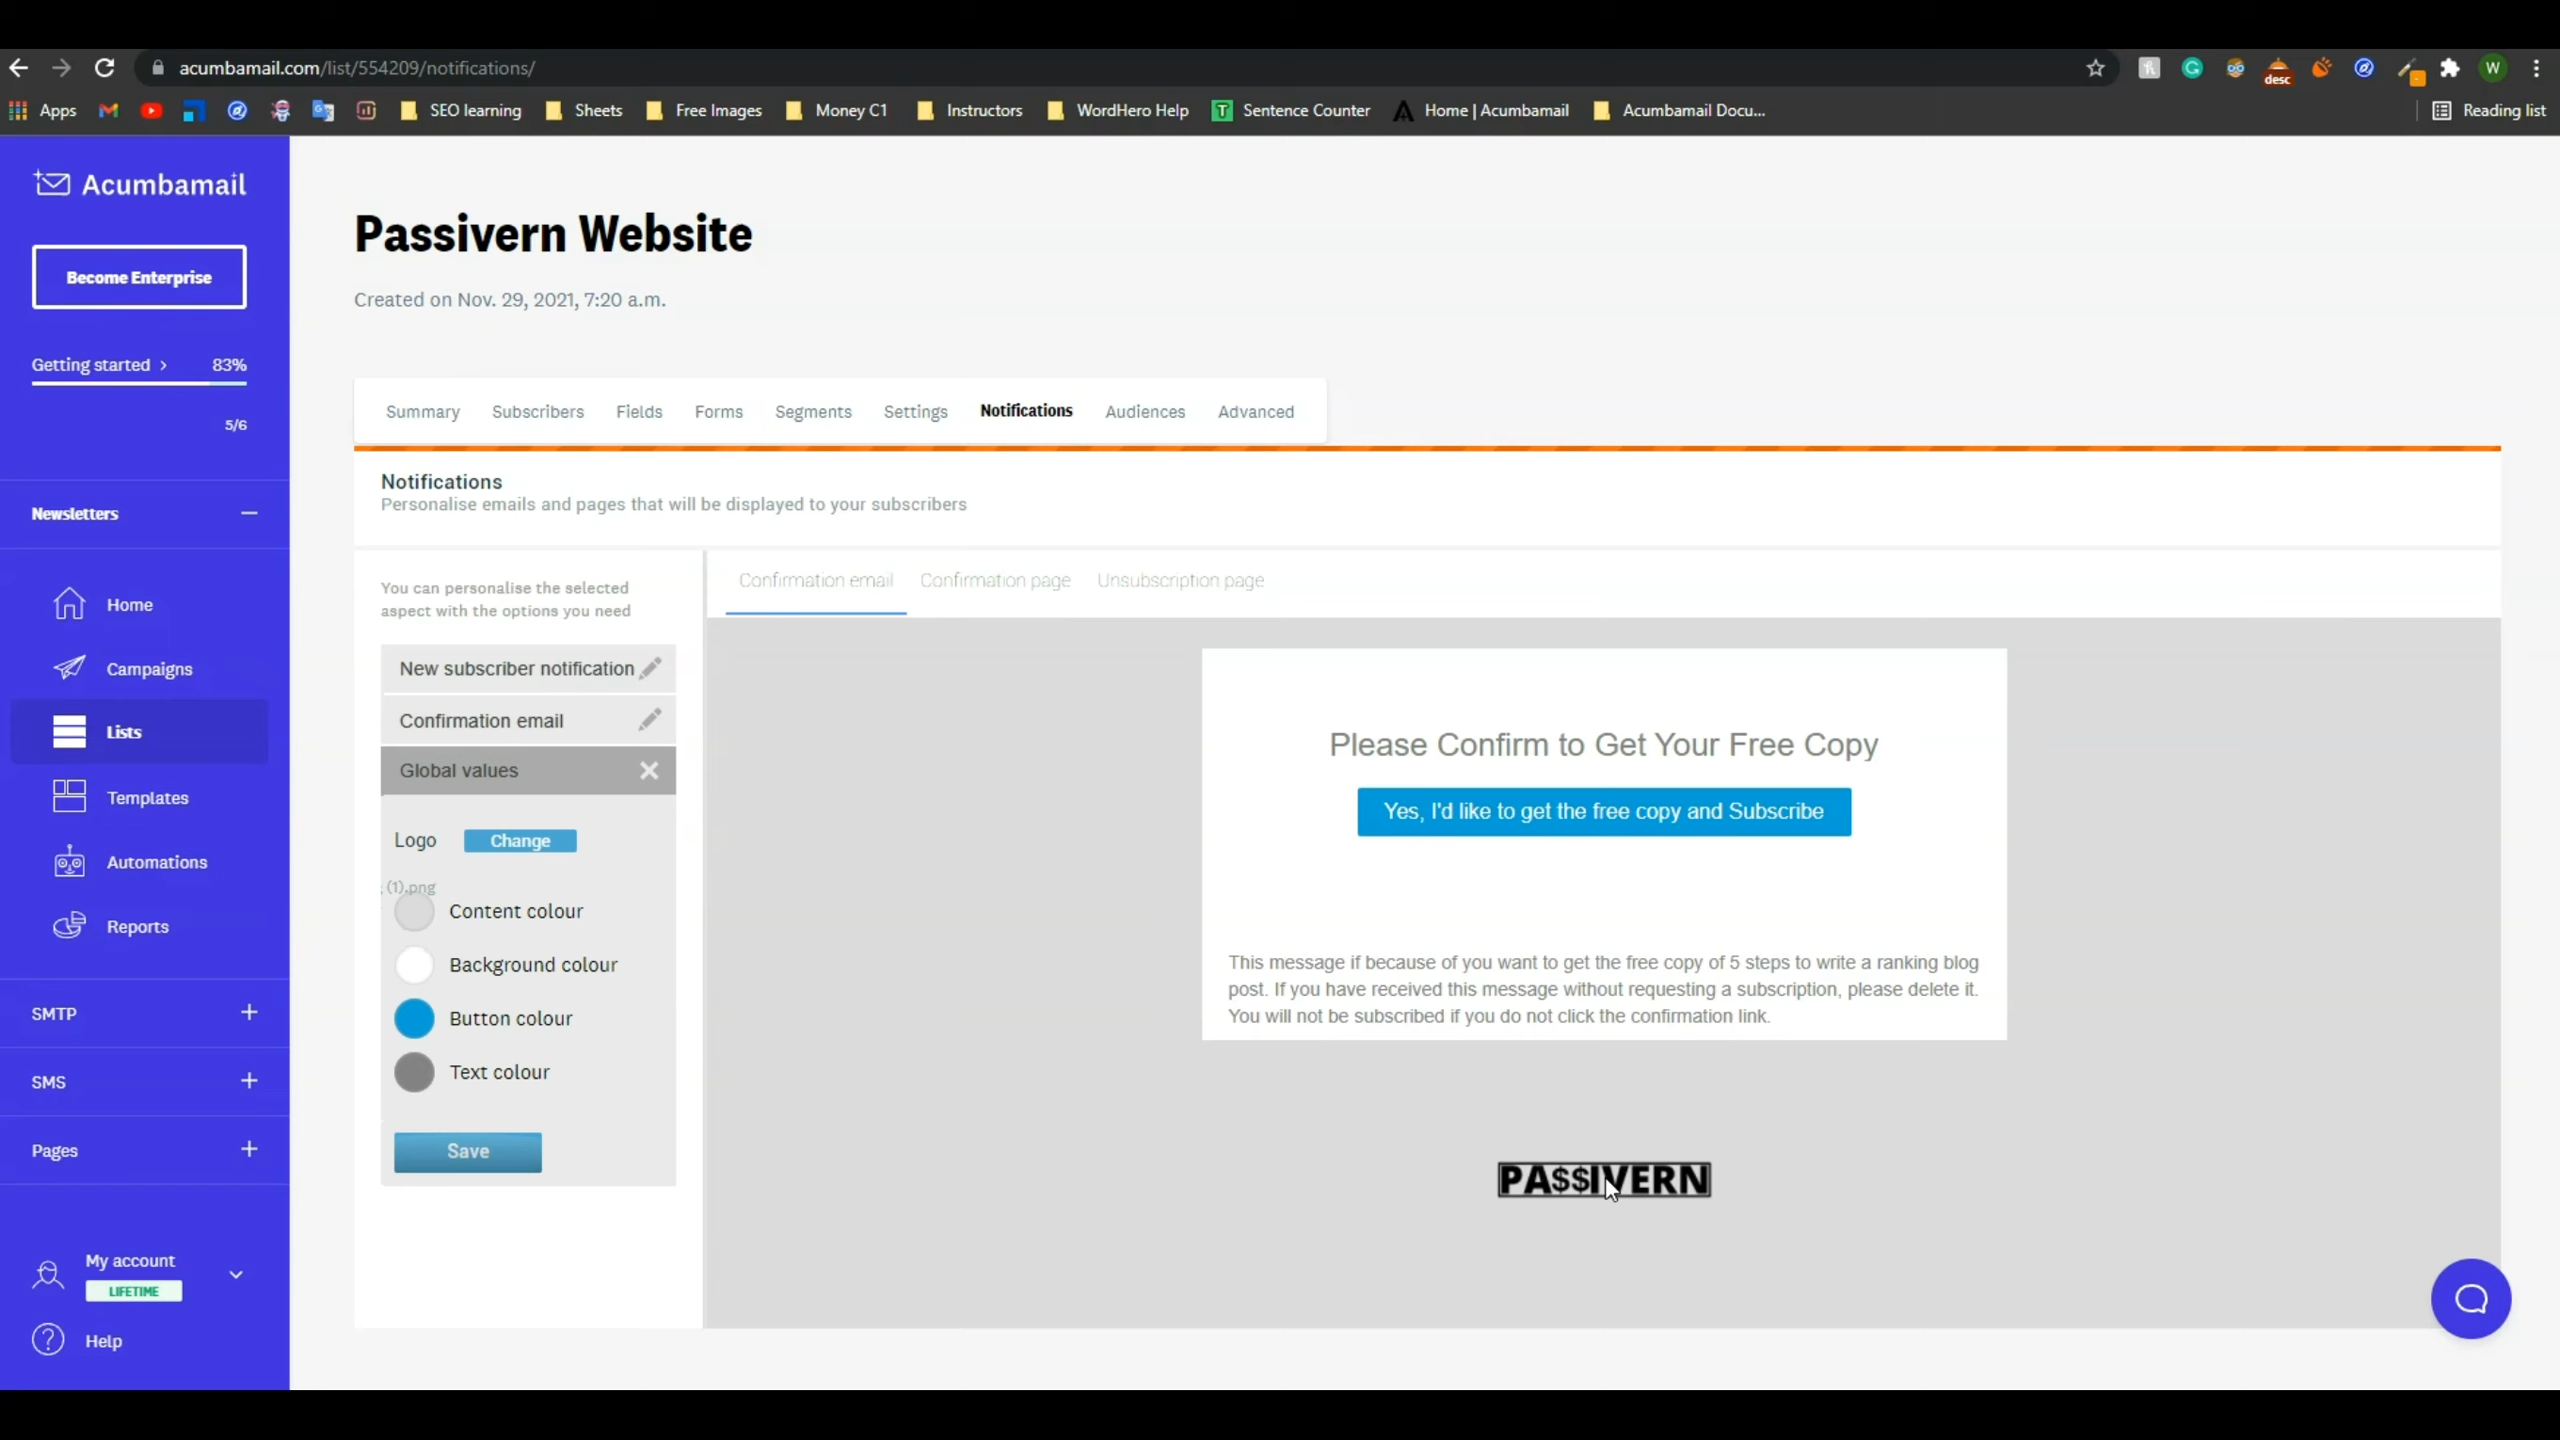 acumbamail.com/list/554209/notifications/
desc
W
Apps
SEO learning
Sheets
Free Images
Money C1
Instructors
WordHero Help
Sentence Counter
Home | Acumbamail
Acumbamail Docu...
Reading list
Acumbamail
Become Enterprise
Getting started > 83%
5/6
Newsletters
Home
Campaigns
Lists
Templates
Automations
Reports
SMTP
SMS
Pages
My account
LIFETIME
Help
Passivern Website
Created on Nov. 29, 2021, 7:20 a.m.
Summary Subscribers Fields Forms Segments Settings Notifications Audiences Advanced
Notifications
Personalise emails and pages that will be displayed to your subscribers
You can personalise the selected
aspect with the options you need
New subscriber notification
Confirmation email
Global values
Logo Change
(1).png
Content colour
Background colour
Button colour
Text colour
Save
Confirmation email Confirmation page Unsubscription page
Please Confirm to Get Your Free Copy
Yes, I'd like to get the free copy and Subscribe
This message if because of you want to get the free copy of 5 steps to write a ranking blog
post. If you have received this message without requesting a subscription, please delete it.
You will not be subscribed if you do not click the confirmation link.
PA$$IVERN